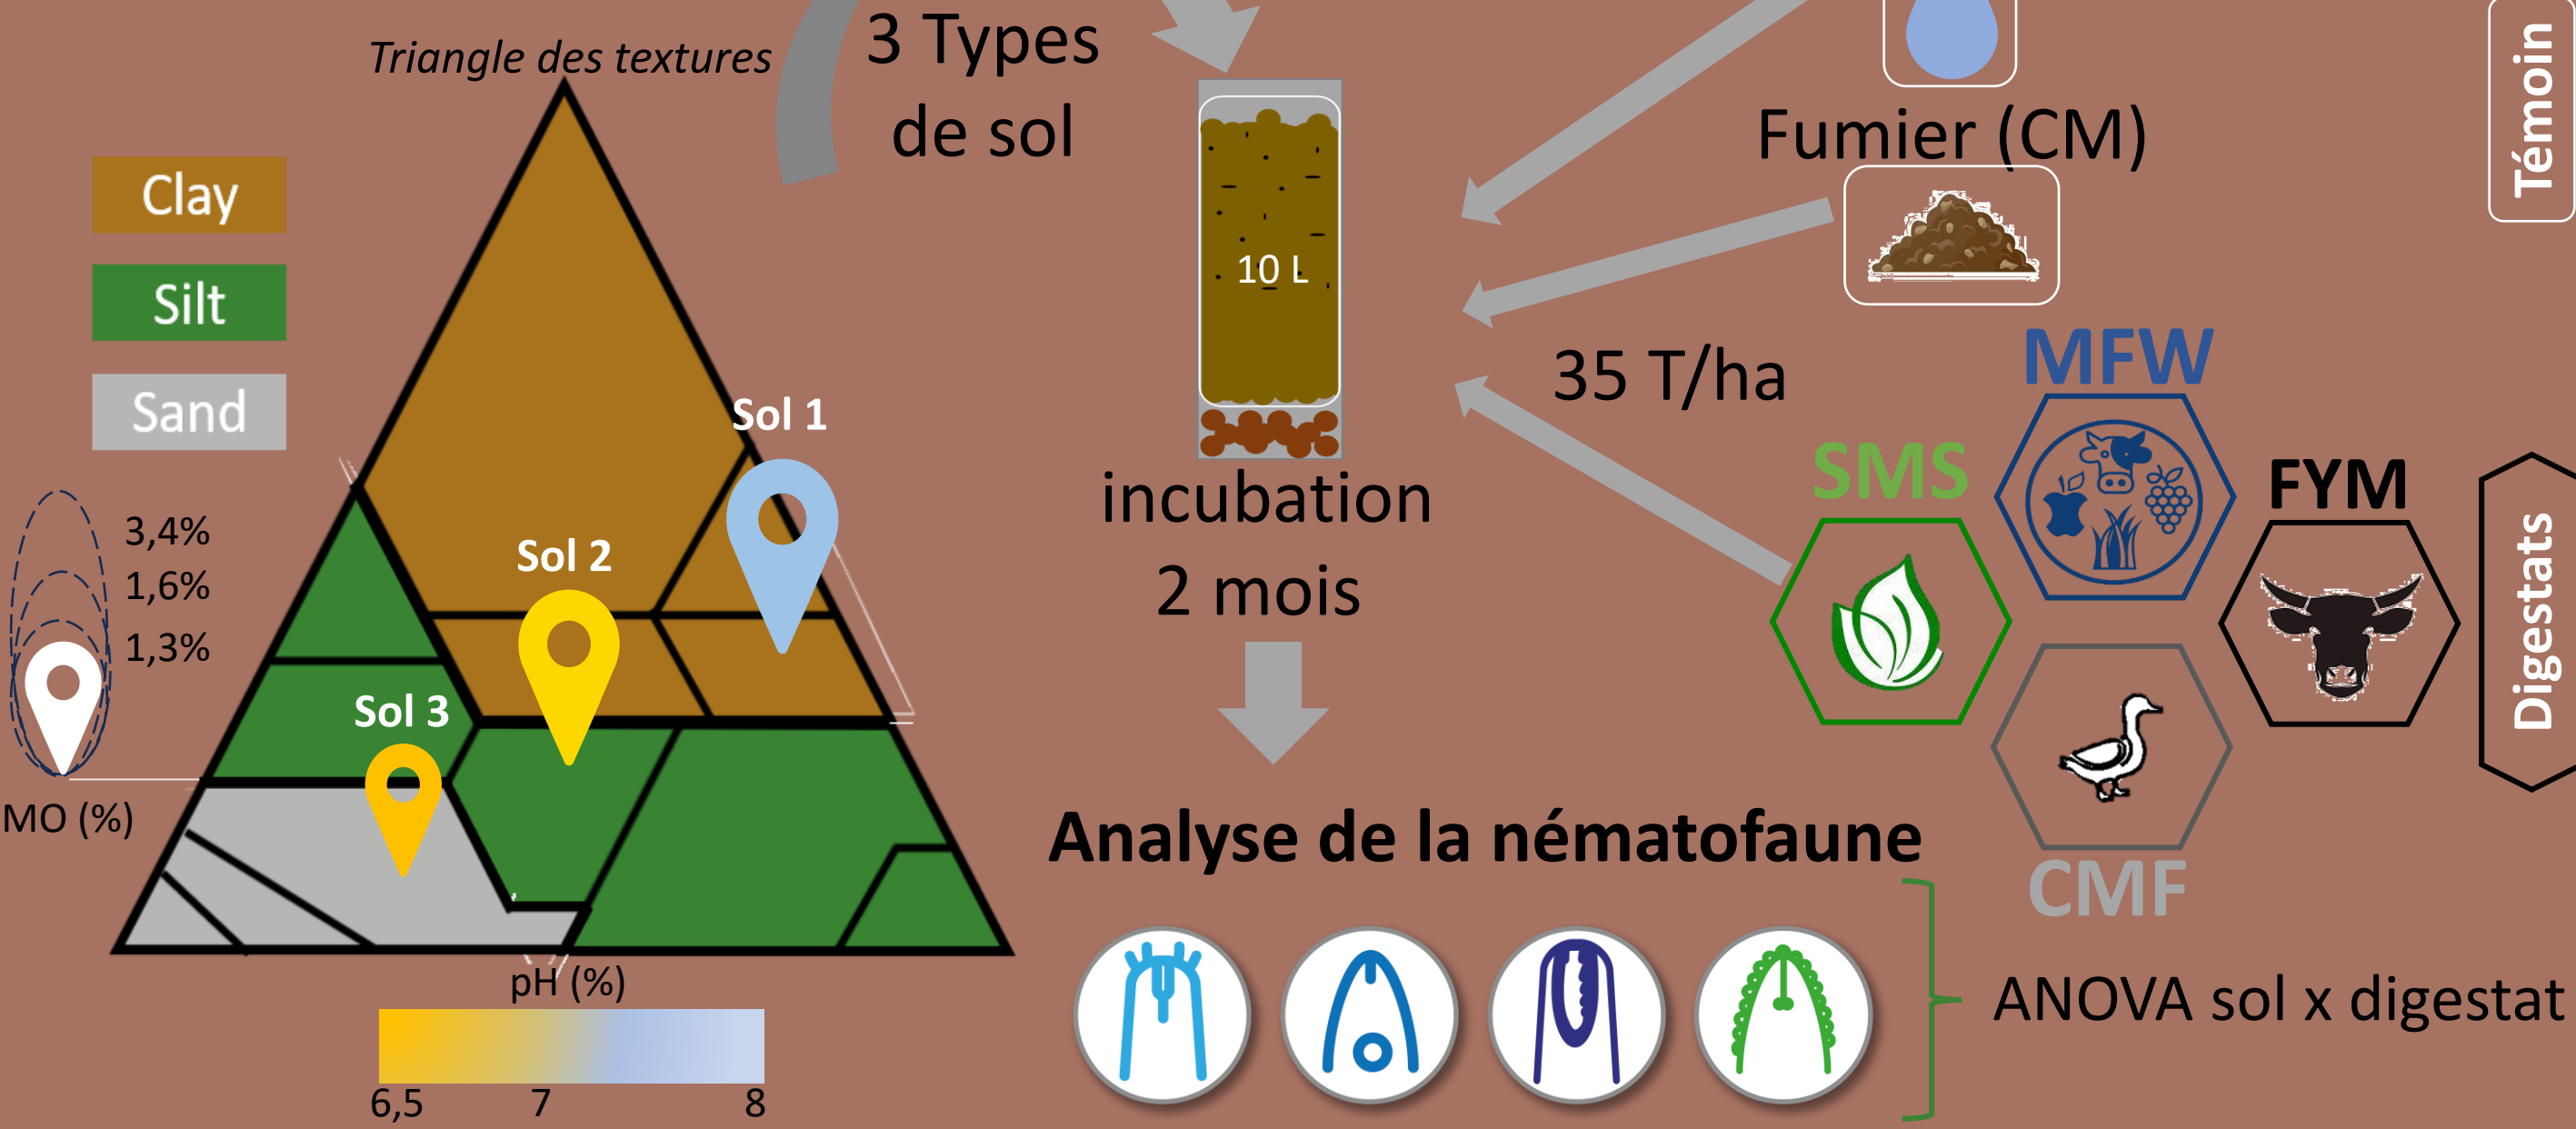 Triangle des textures
3 Types
de sol
Clay
Silt
Sand
Sol 1
Sol 2
Sol 3
3,4%
1,6%
1,3%
MO (%)
pH (%)
6,5
7
8
10 L
incubation
2 mois
Fumier (CM)
35 T/ha
MFW
SMS
FYM
CMF
Témoin
Digestats
Analyse de la nématofaune
ANOVA sol x digestat